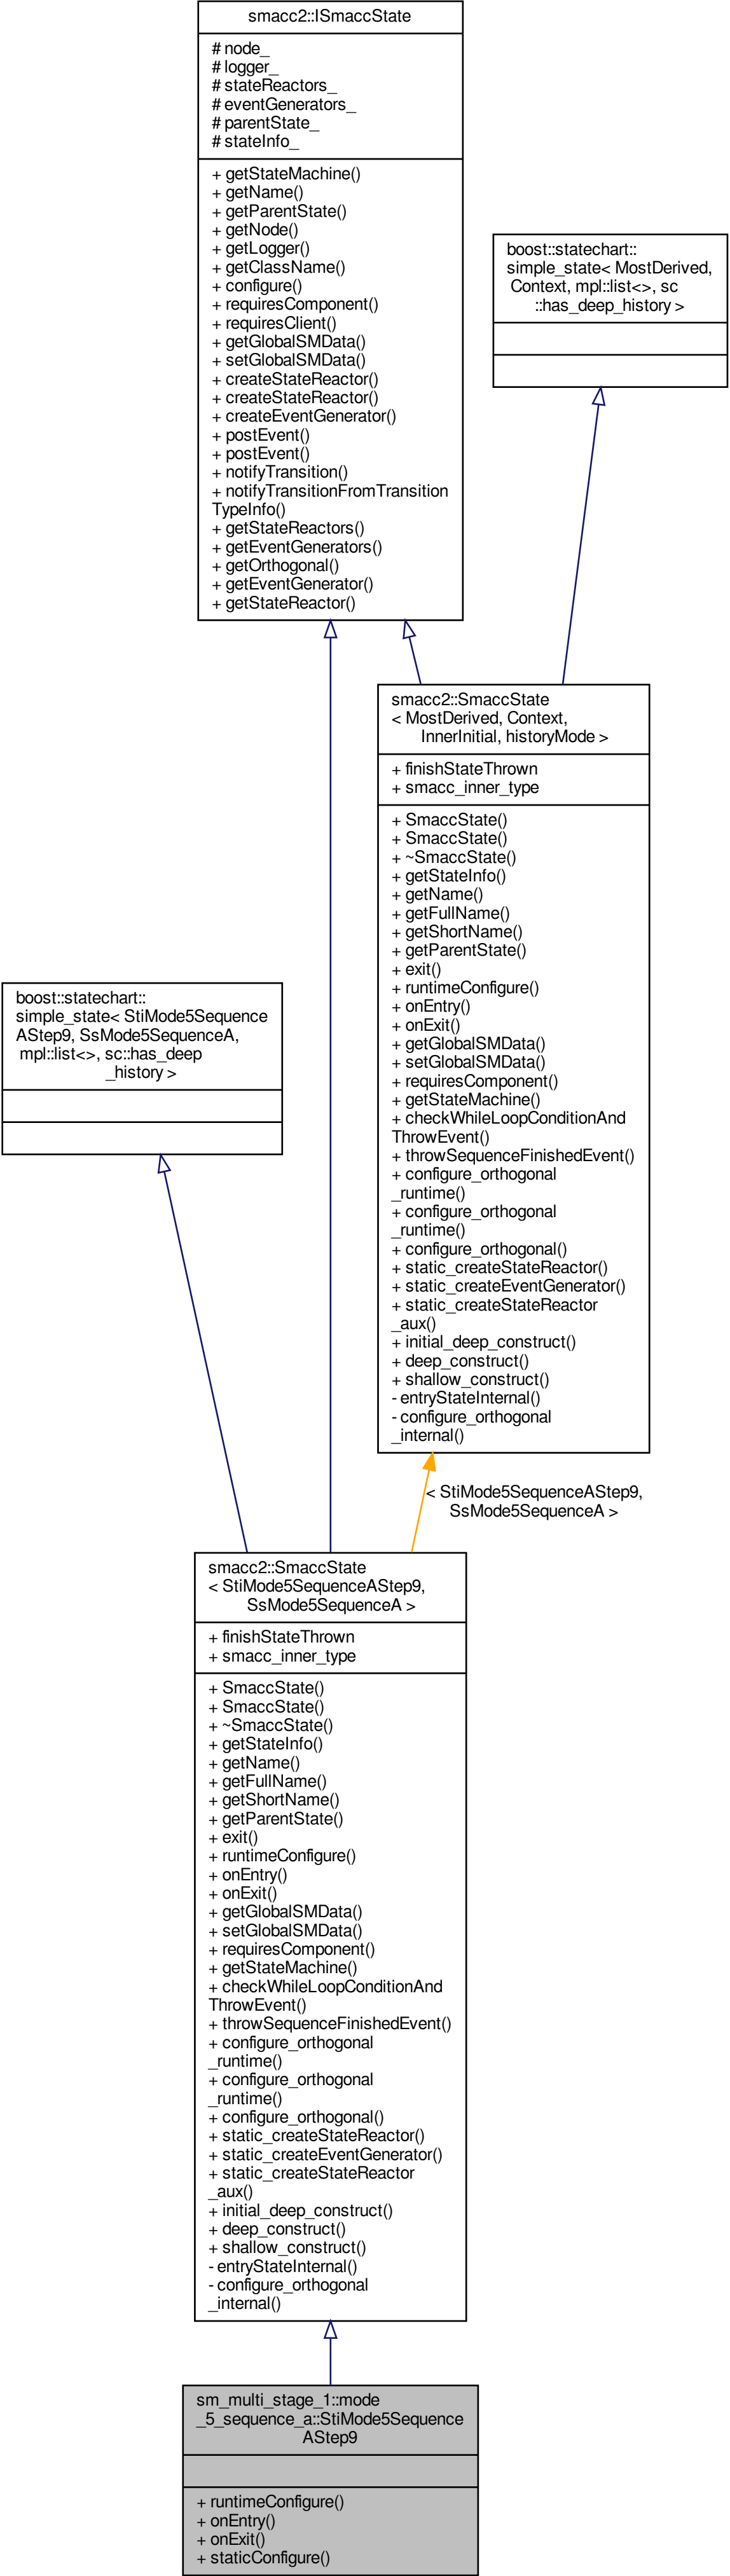 smacc2::ISmaccState
# node_
# logger_
# stateReactors_
# eventGenerators_
# parentState_
# stateInfo_
+ getStateMachine()
+ getName()
+ getParentState()
+ getNode()
+ getLogger()
+ getClassName()
+ configure()
+ requiresComponent()
+ requiresClient()
+ getGlobalSMData()
+ setGlobalSMData()
+ createStateReactor()
+ createStateReactor()
+ createEventGenerator()
+ postEvent()
+ postEvent()
+ notifyTransition()
+ notifyTransitionFromTransition
TypeInfo()
+ getStateReactors()
+ getEventGenerators()
+ getOrthogonal()
+ getEventGenerator()
+ getStateReactor()
boost::statechart::
simple_state< MostDerived,
Context, mpl::list<>, sc
::has_deep_history >
smacc2::SmaccState
< MostDerived, Context,
InnerInitial, historyMode >
+ finishStateThrown
+ smacc_inner_type
+ SmaccState()
+ SmaccState()
+ ~SmaccState()
+ getStateInfo()
+ getName()
+ getFullName()
+ getShortName()
+ getParentState()
+ exit()
+ runtimeConfigure()
+ onEntry()
+ onExit()
+ getGlobalSMData()
+ setGlobalSMData()
+ requiresComponent()
+ getStateMachine()
+ checkWhileLoopConditionAnd
ThrowEvent()
+ throwSequenceFinishedEvent()
+ configure_orthogonal
_runtime()
+ configure_orthogonal
_runtime()
+ configure_orthogonal()
+ static_createStateReactor()
+ static_createEventGenerator()
+ static_createStateReactor
_aux()
+ initial_deep_construct()
+ deep_construct()
+ shallow_construct()
- entryStateInternal()
- configure_orthogonal
_internal()
boost::statechart::
simple_state< StiMode5Sequence
AStep9, SsMode5SequenceA,
mpl::list<>, sc::has_deep
_history >
< StiMode5SequenceAStep9,
SsMode5SequenceA >
smacc2::SmaccState
< StiMode5SequenceAStep9,
SsMode5SequenceA >
+ finishStateThrown
+ smacc_inner_type
+ SmaccState()
+ SmaccState()
+ ~SmaccState()
+ getStateInfo()
+ getName()
+ getFullName()
+ getShortName()
+ getParentState()
+ exit()
+ runtimeConfigure()
+ onEntry()
+ onExit()
+ getGlobalSMData()
+ setGlobalSMData()
+ requiresComponent()
+ getStateMachine()
+ checkWhileLoopConditionAnd
ThrowEvent()
+ throwSequenceFinishedEvent()
+ configure_orthogonal
_runtime()
+ configure_orthogonal
_runtime()
+ configure_orthogonal()
+ static_createStateReactor()
+ static_createEventGenerator()
+ static_createStateReactor
_aux()
+ initial_deep_construct()
+ deep_construct()
+ shallow_construct()
- entryStateInternal()
- configure_orthogonal
_internal()
sm_multi_stage_1::mode
_5_sequence_a::StiMode5Sequence
AStep9
+ runtimeConfigure()
+ onEntry()
+ onExit()
+ staticConfigure()